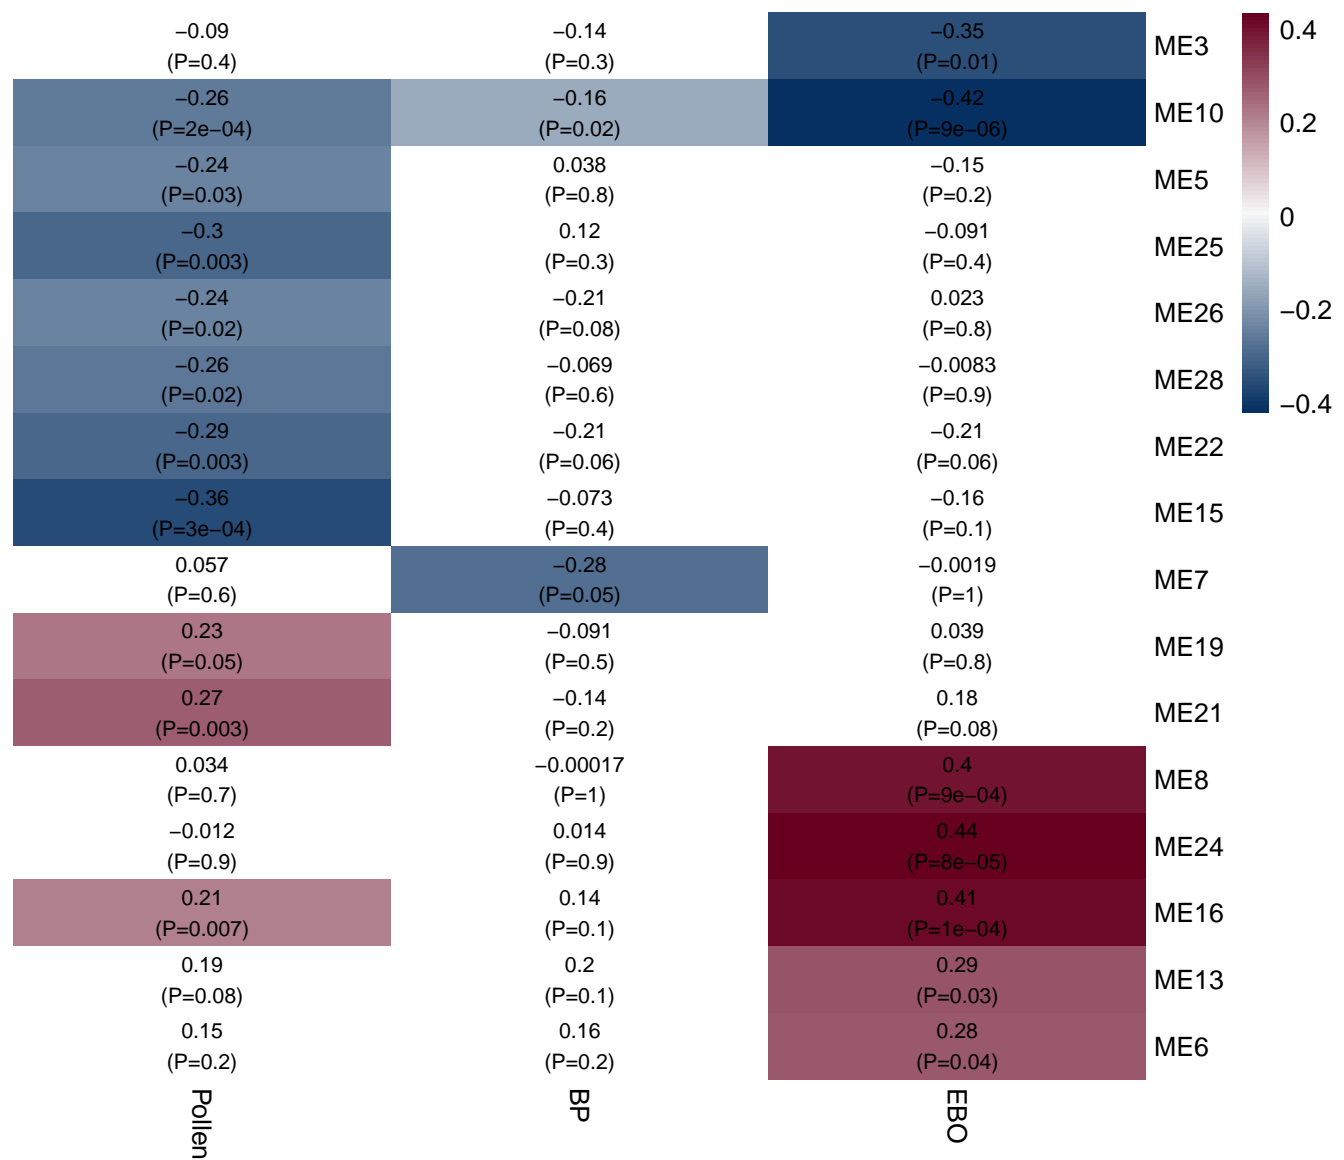 −0.09 −0.14 −0.35
(P=0.4) (P=0.3) (P=0.01)
ME3
−0.26 −0.16 −0.42
(P=2e−04) (P=0.02) (P=9e−06)
ME10
−0.24 0.038 −0.15
(P=0.03) (P=0.8) (P=0.2)
ME5
−0.3 0.12 −0.091
(P=0.003) (P=0.3) (P=0.4)
ME25
−0.24 −0.21 0.023
(P=0.02) (P=0.08) (P=0.8)
ME26
−0.26 −0.069 −0.0083
(P=0.02) (P=0.6) (P=0.9)
ME28
−0.29 −0.21 −0.21
(P=0.003) (P=0.06) (P=0.06)
ME22
−0.36 −0.073 −0.16
(P=3e−04) (P=0.4) (P=0.1)
ME15
0.057 −0.28 −0.0019
(P=0.6) (P=0.05) (P=1)
ME7
0.23 −0.091 0.039
(P=0.05) (P=0.5) (P=0.8)
ME19
0.27 −0.14 0.18
(P=0.003) (P=0.2) (P=0.08)
ME21
0.034 −0.00017 0.4
(P=0.7) (P=1) (P=9e−04)
ME8
−0.012 0.014 0.44
(P=0.9) (P=0.9) (P=8e−05)
ME24
0.21 0.14 0.41
(P=0.007) (P=0.1) (P=1e−04)
ME16
0.19 0.2 0.29
(P=0.08) (P=0.1) (P=0.03)
ME13
0.15 0.16 0.28
(P=0.2) (P=0.2) (P=0.04)
ME6
Pollen BP EBO
0.4
0.2
0
−0.2
−0.4